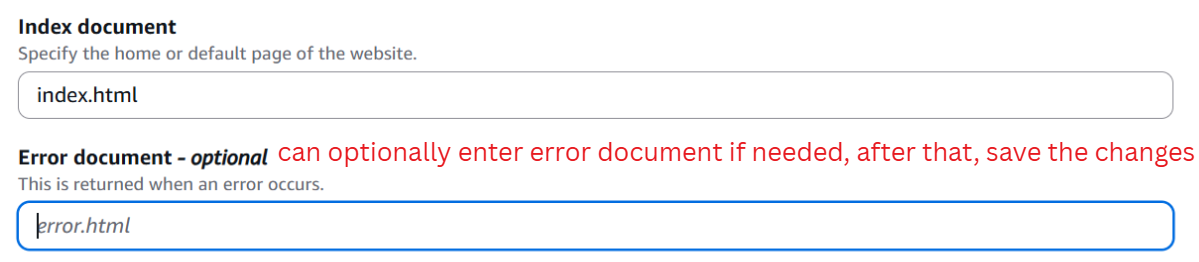 Index document
Specify the home or default page of the website.
index.html
Error document - optional can optionally enter error document if needed, after that, save the changes
This is returned when an error occurs.
error.html